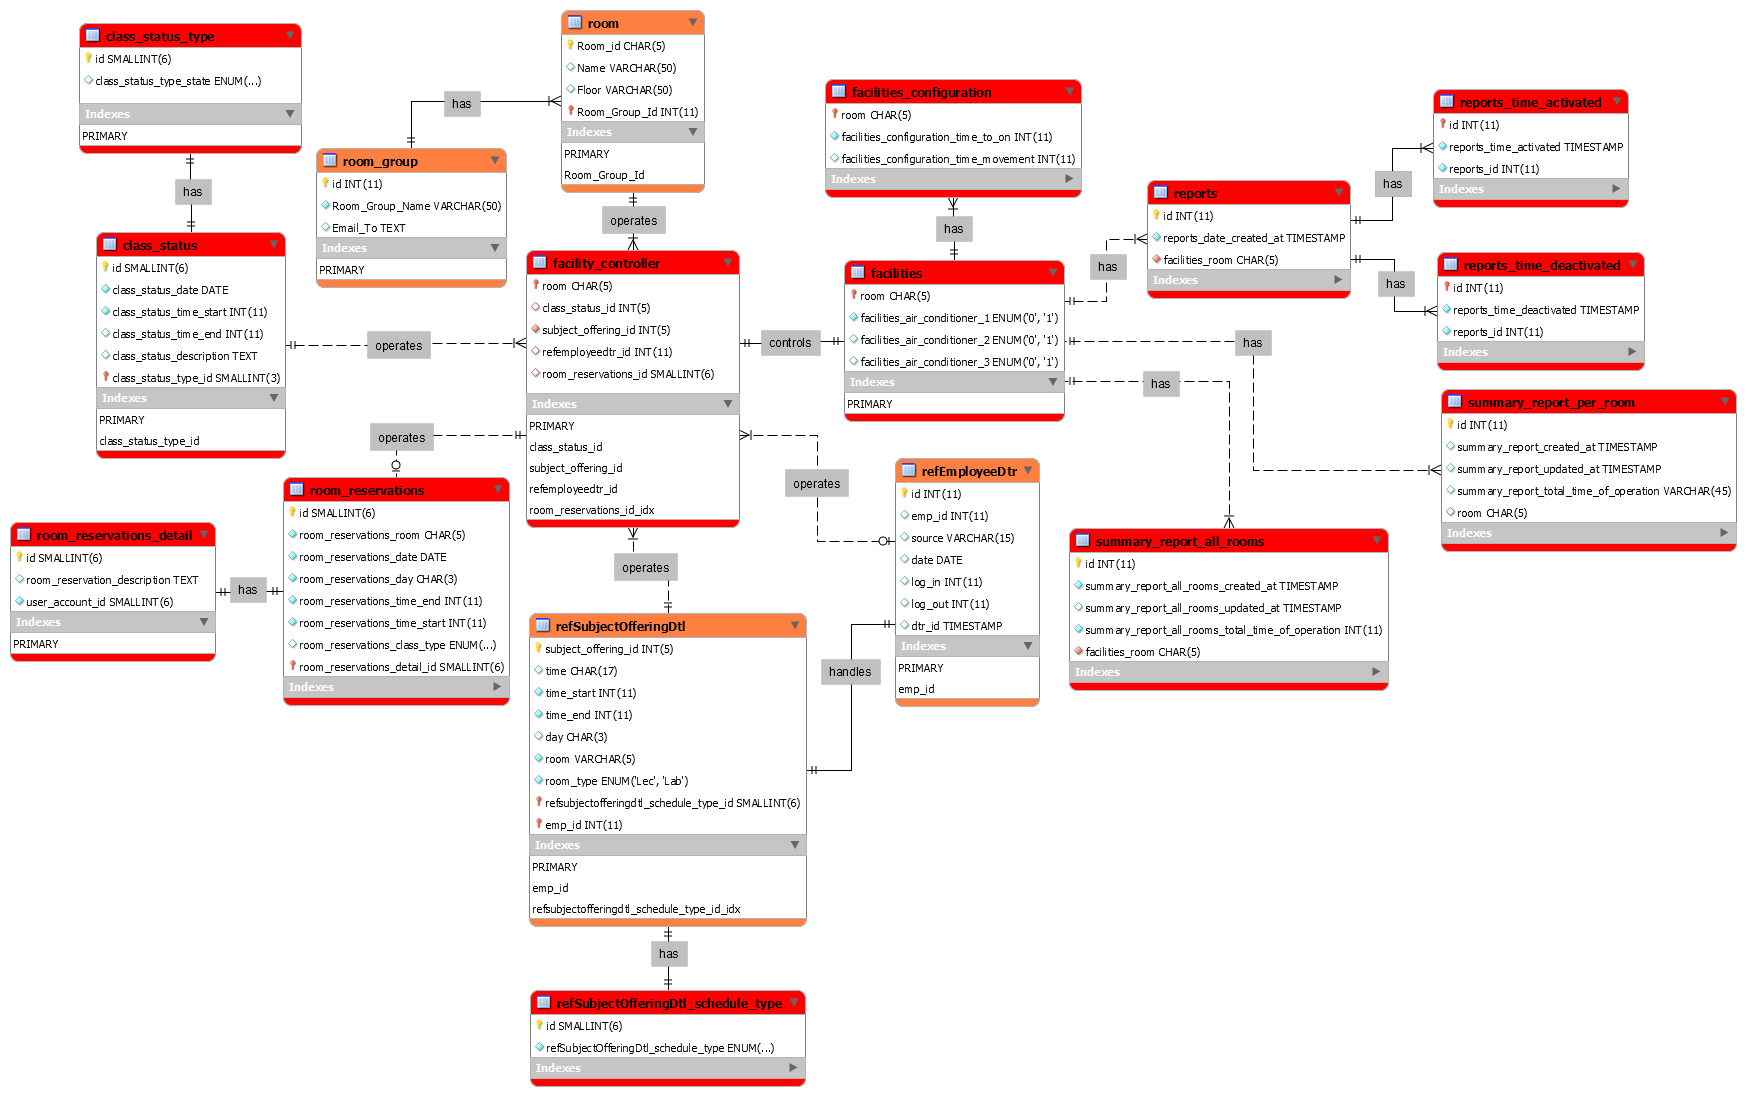 class_status_type
id SMALLINT(6)
class_status_type_state ENUM(...)
Indexes
PRIMARY
has
class_status
id SMALLINT(6)
class_status_date DATE
class_status_time_start INT(11)
class_status_time_end INT(11)
class_status_description TEXT
class_status_type_id SMALLINT(3)
Indexes
PRIMARY
class_status_type_id
has
room_group
id INT(11)
Room_Group_Name VARCHAR(50)
Email_To TEXT
Indexes
PRIMARY
room
Room_id CHAR(5)
Name VARCHAR(50)
Floor VARCHAR(50)
Room_Group_Id INT(11)
Indexes
PRIMARY
Room_Group_Id
operates
facility_controller
room CHAR(5)
class_status_id INT(5)
subject_offering_id INT(5)
refemployeedtr_id INT(11)
room_reservations_id SMALLINT(6)
Indexes
PRIMARY
class_status_id
subject_offering_id
refemployeedtr_id
room_reservations_id_idx
operates
operates
room_reservations
id SMALLINT(6)
room_reservations_room CHAR(5)
room_reservations_date DATE
room_reservations_day CHAR(3)
room_reservations_time_end INT(11)
room_reservations_time_start INT(11)
room_reservations_class_type ENUM(...)
room_reservations_detail_id SMALLINT(6)
Indexes
has
room_reservations_detail
id SMALLINT(6)
room_reservation_description TEXT
user_account_id SMALLINT(6)
Indexes
PRIMARY
operates
refSubjectOfferingDtl
subject_offering_id INT(5)
time CHAR(17)
time_start INT(11)
time_end INT(11)
day CHAR(3)
room VARCHAR(5)
room_type ENUM('Lec', 'Lab')
refsubjectofferingdtl_schedule_type_id SMALLINT(6)
emp_id INT(11)
Indexes
PRIMARY
emp_id
refsubjectofferingdtl_schedule_type_id_idx
has
refSubjectOfferingDtl_schedule_type
id SMALLINT(6)
refSubjectOfferingDtl_schedule_type ENUM(...)
Indexes
controls
operates
handles
refEmployeeDtr
id INT(11)
emp_id INT(11)
source VARCHAR(15)
date DATE
log_in INT(11)
log_out INT(11)
dtr_id TIMESTAMP
Indexes
PRIMARY
emp_id
facilities_configuration
room CHAR(5)
facilities_configuration_time_to_on INT(11)
facilities_configuration_time_movement INT(11)
Indexes
has
facilities
room CHAR(5)
facilities_air_conditioner_1 ENUM('0', '1')
facilities_air_conditioner_2 ENUM('0', '1')
facilities_air_conditioner_3 ENUM('0', '1')
Indexes
PRIMARY
has
reports
id INT(11)
reports_date_created_at TIMESTAMP
facilities_room CHAR(5)
Indexes
has
reports_time_activated
id INT(11)
reports_time_activated TIMESTAMP
reports_id INT(11)
Indexes
has
reports_time_deactivated
id INT(11)
reports_time_deactivated TIMESTAMP
reports_id INT(11)
Indexes
has
summary_report_per_room
id INT(11)
summary_report_created_at TIMESTAMP
summary_report_updated_at TIMESTAMP
summary_report_total_time_of_operation VARCHAR(45)
room CHAR(5)
Indexes
has
summary_report_all_rooms
id INT(11)
summary_report_all_rooms_created_at TIMESTAMP
summary_report_all_rooms_updated_at TIMESTAMP
summary_report_all_rooms_total_time_of_operation INT(11)
facilities_room CHAR(5)
Indexes